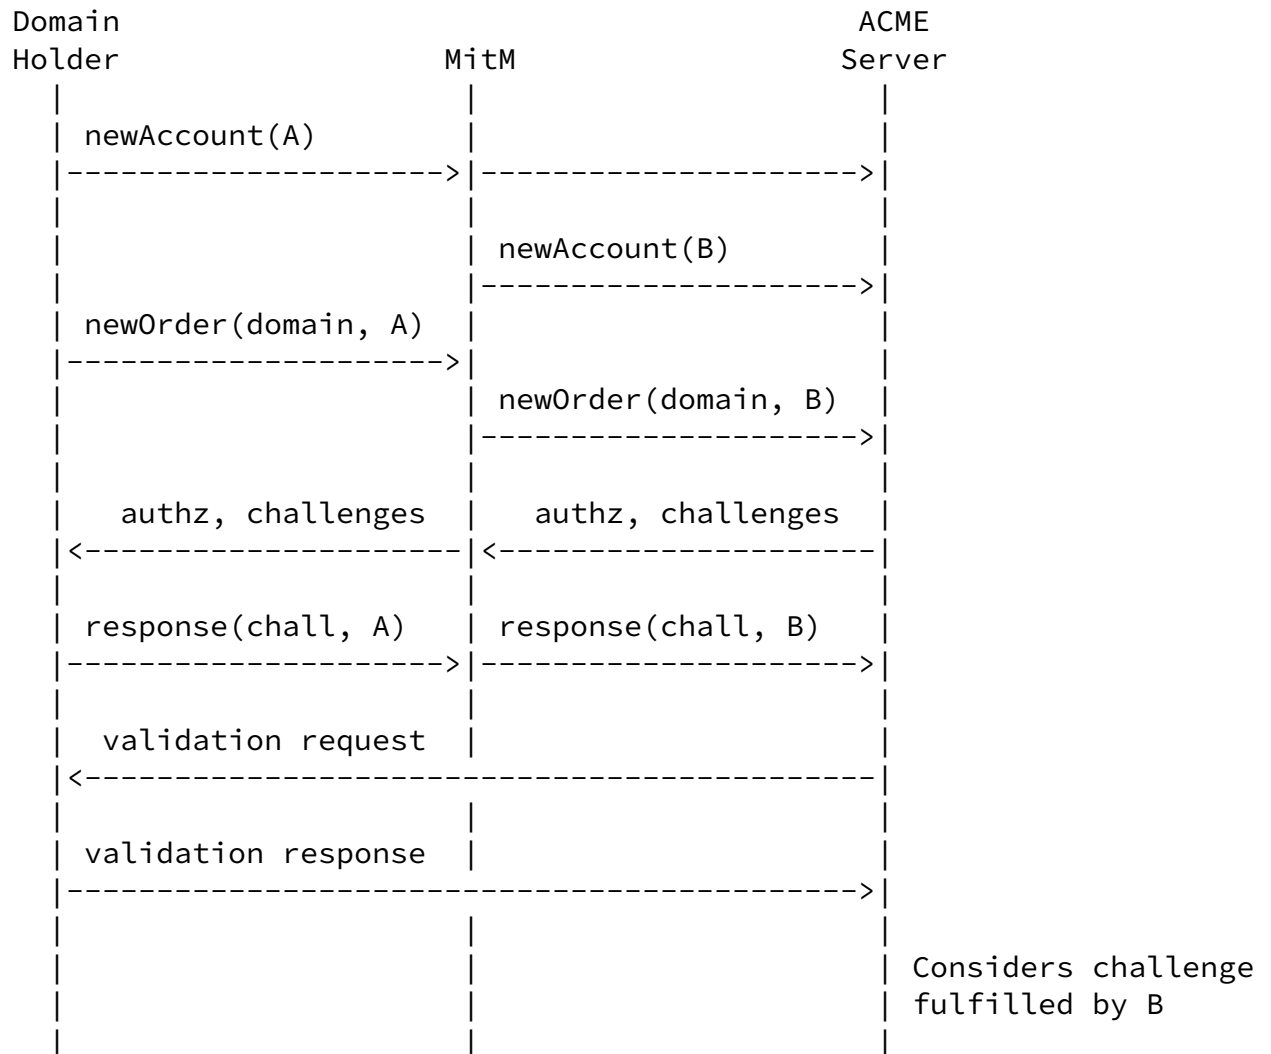 Domain ACME
Holder MitM Server
newAccount(A)
newAccount(B)
newOrder(domain, A)
newOrder(domain, B)
authz, challenges authz, challenges
response(chall, A) response(chall, B)
validation request
validation response
Considers challenge
fulfilled by B